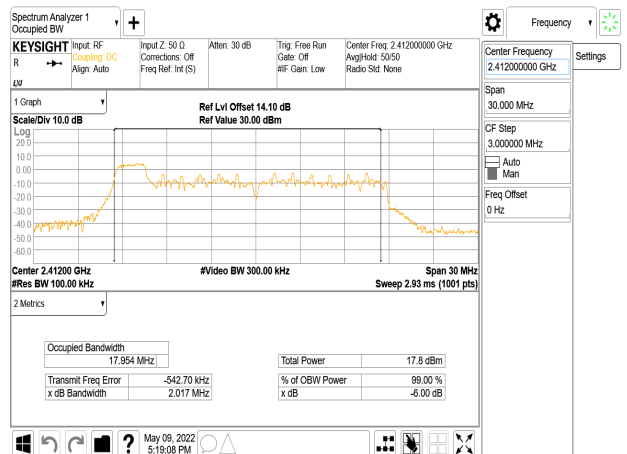 Spectrum Analyzer 1
Occupied BW
Frequency
KEYSIGHT
R
Input: RF
Coupling: DC
Align: Auto
Input Z: 50 Ω
Corrections: Off
Freq Ref: Int (S)
Atten: 30 dB
Trig: Free Run
Gate: Off
#IF Gain: Low
Center Freq: 2.412000000 GHz
Avg|Hold: 50/50
Radio Std: None
Center Frequency
2.412000000 GHz
Settings
Span
30.000 MHz
CF Step
3.000000 MHz
Auto
Man
Freq Offset
0 Hz
1 Graph
Scale/Div 10.0 dB
Ref Lvl Offset 14.10 dB
Ref Value 30.00 dBm
Log
20.0
10.0
0.00
-10.0
-20.0
-30.0
-40.0
-50.0
-60.0
Center 2.41200 GHz
#Video BW 300.00 kHz
Span 30 MHz
#Res BW 100.00 kHz
Sweep 2.93 ms (1001 pts)
2 Metrics
Occupied Bandwidth
17.954 MHz
Total Power
17.8 dBm
Transmit Freq Error
-542.70 kHz
% of OBW Power
99.00 %
x dB Bandwidth
2.017 MHz
x dB
-6.00 dB
?
May 09, 2022
5:19:08 PM